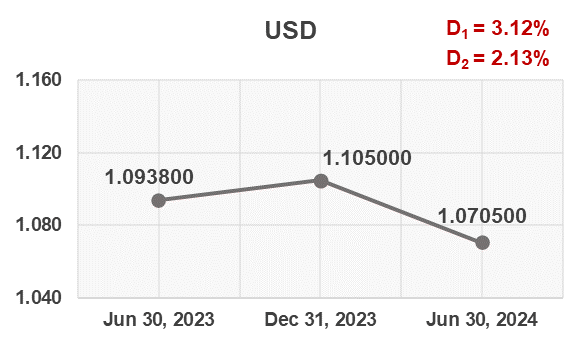 USD
D₁ = 3.12%
D₂ = 2.13%
1.160
1.120
1.080
1.040
1.093800
1.105000
1.070500
Jun 30, 2023
Dec 31, 2023
Jun 30, 2024